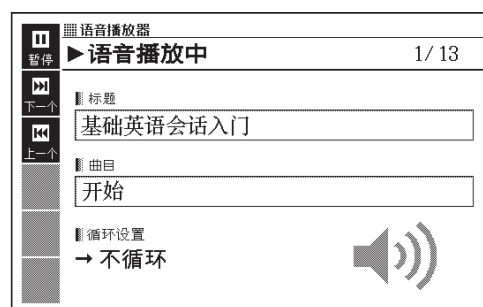 语音播放器
▶语音播放中 1/13
暂停
下一个
上一个
标题
基础英语会话入门
曲目
开始
循环设置
→ 不循环